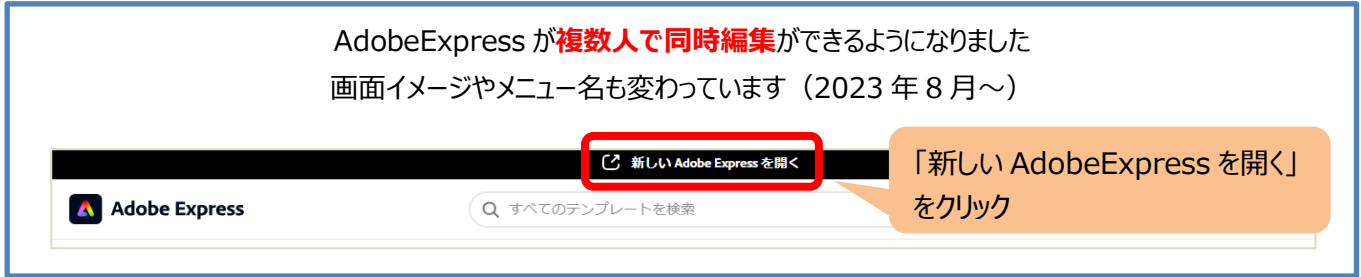 AdobeExpress が複数人で同時編集ができるようになりました
画面イメージやメニュー名も変わっています（2023 年 8 月～）
新しい Adobe Express を開く
「新しい AdobeExpress を開く」
をクリック
Adobe Express
すべてのテンプレートを検索